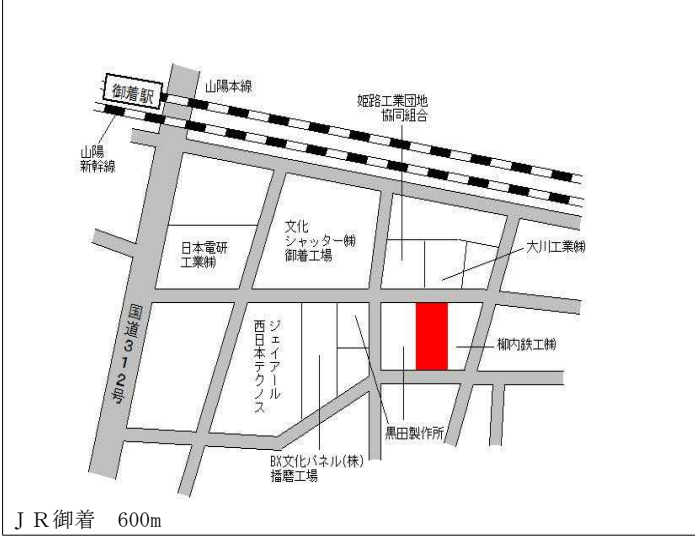 御着駅
山陽本線
姫路工業団地
協同組合
山陽
新幹線
文化
シャッター㈱
御着工場
日本電研
工業㈱
大川工業㈱
国道312号
ジェイアール
西日本テクノス
柳内鉄工㈱
黒田製作所
BX文化パネル(株)
播磨工場
JR御着 600m